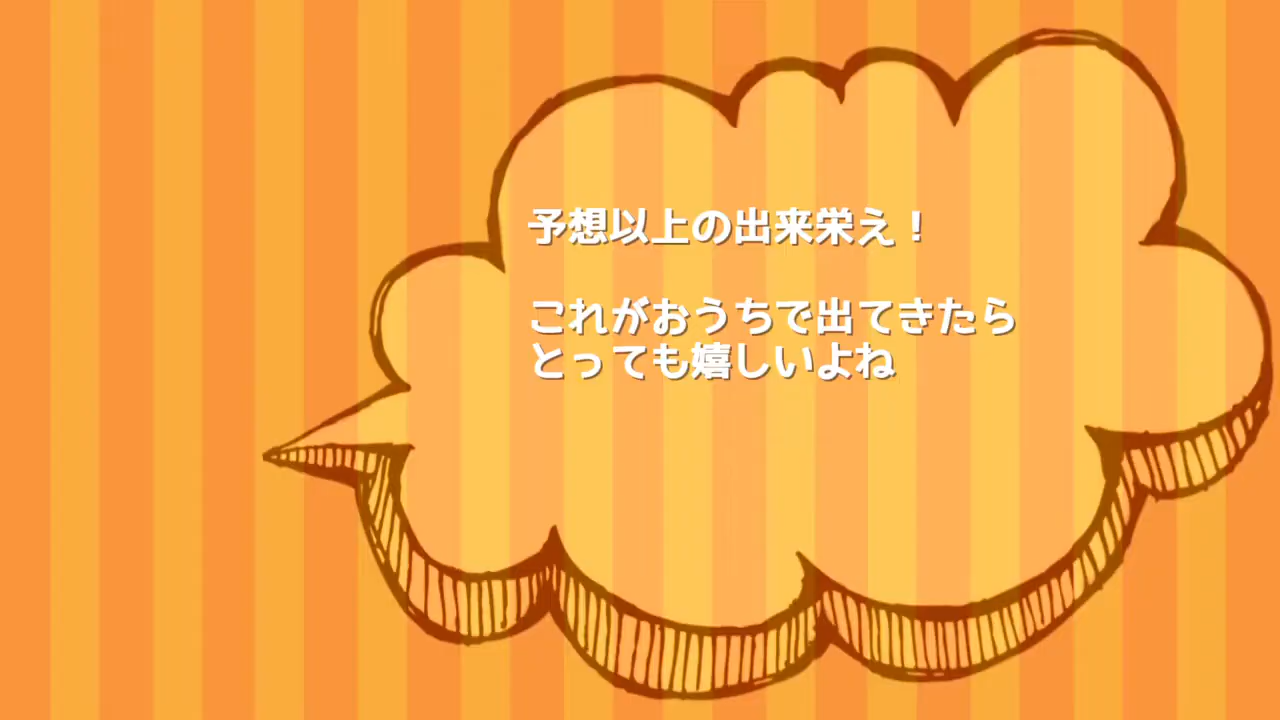 予想以上の出来栄え！
これがおうちで出てきたら
とっても嬉しいよね